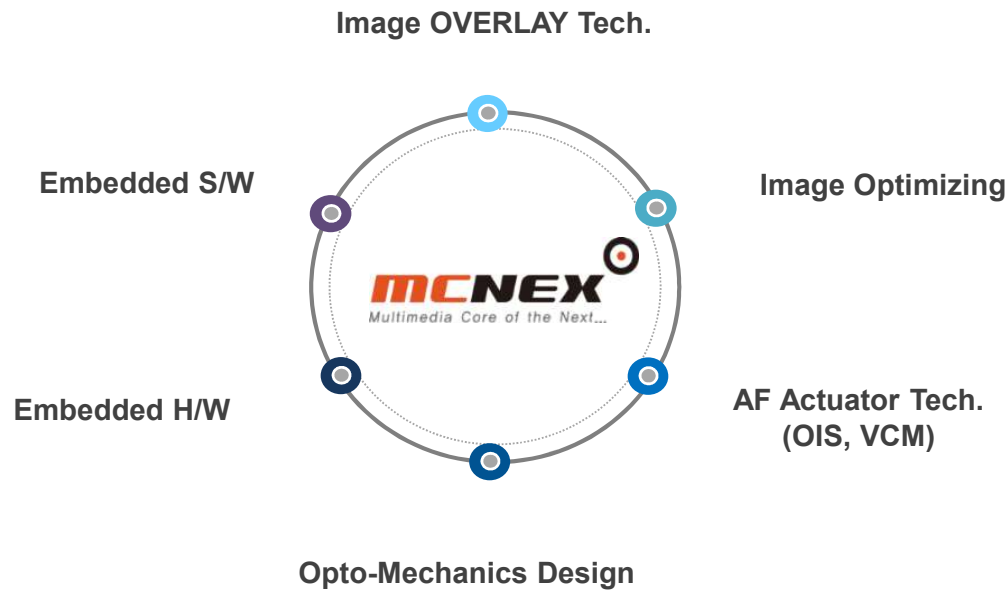 Image OVERLAY Tech.
Embedded S/W
Image Optimizing
MCNEX
Multimedia Core of the Next...
Embedded H/W
AF Actuator Tech.
(OIS, VCM)
Opto-Mechanics Design